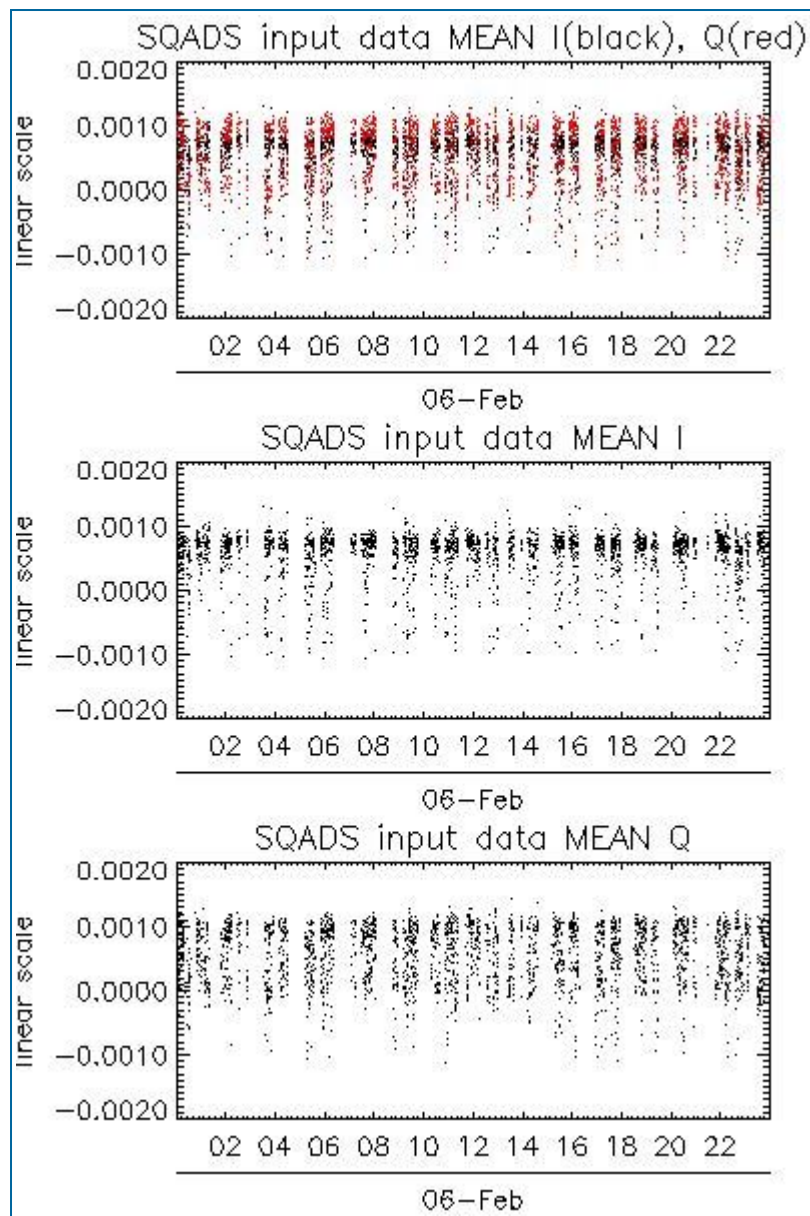 SQADS input data MEAN I(black), Q(red)
0.0020
0.0010
0.0000
-0.0010
-0.0020
linear scale
02 04 06 08 10 12 14 16 18 20 22
06-Feb
SQADS input data MEAN I
0.0020
0.0010
0.0000
-0.0010
-0.0020
linear scale
02 04 06 08 10 12 14 16 18 20 22
06-Feb
SQADS input data MEAN Q
0.0020
0.0010
0.0000
-0.0010
-0.0020
linear scale
02 04 06 08 10 12 14 16 18 20 22
06-Feb